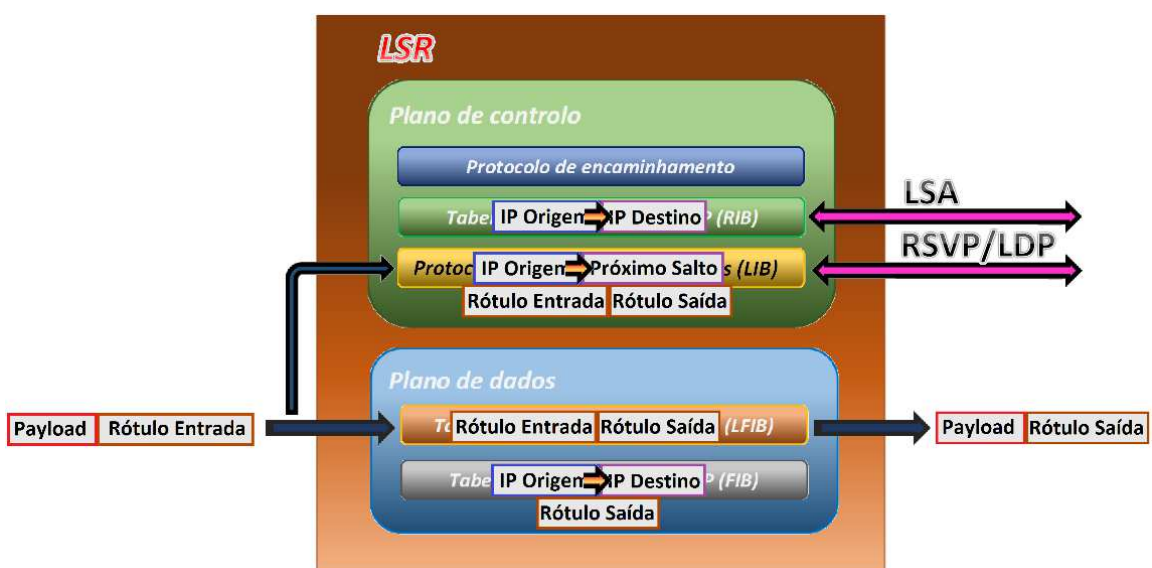 LSR
Plano de controlo
Protocolo de encaminhamento
IP Origem IP Destino (RIB)
LSA
IP Origem Próximo Salto (LIB)
RSVP/LDP
Rótulo Entrada Rótulo Saída
Plano de dados
Payload Rótulo Entrada
Rótulo Entrada Rótulo Saída (LFIB)
Payload Rótulo Saída
IP Origem IP Destino (FIB)
Rótulo Saída